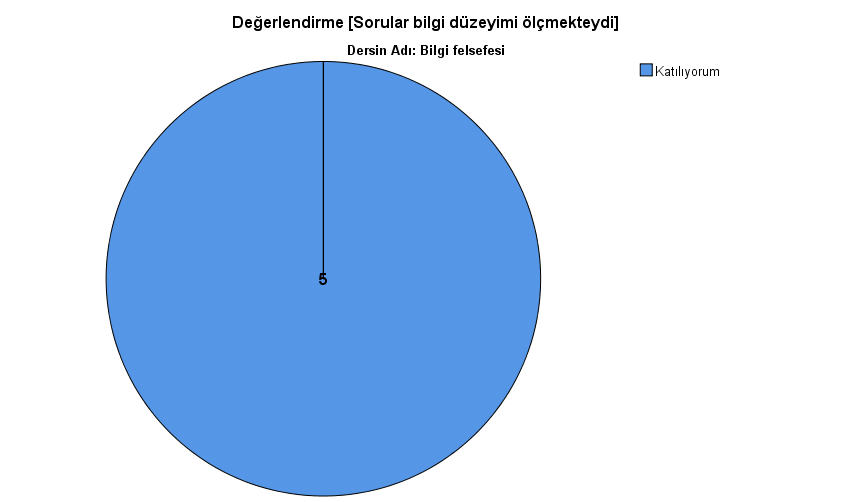 Değerlendirme [Sorular bilgi düzeyimi ölçmekteydi]
Dersin Adı: Bilgi felsefesi
Katılıyorum
5